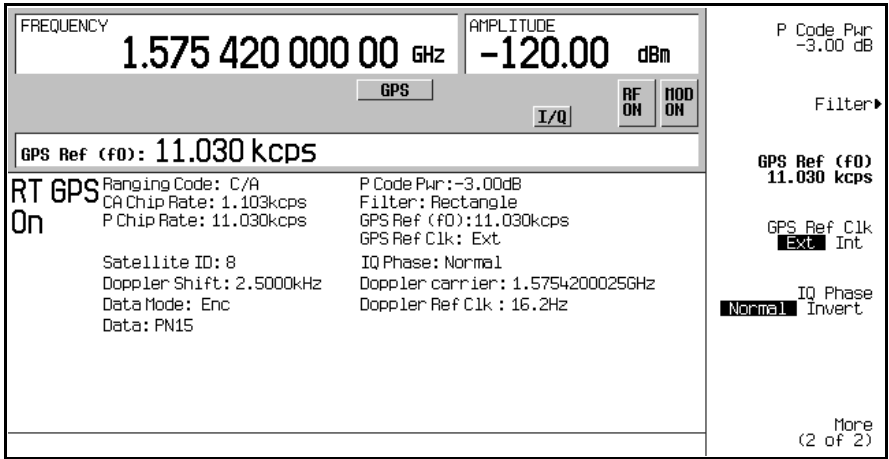 FREQUENCY
1.575 420 000 00 GHz
AMPLITUDE
-120.00 dBm
GPS
I/Q
RF ON
MOD ON
GPS Ref (f0): 11.030 kcps
RT GPS On
Ranging Code: C/A
CA Chip Rate: 1.103kcps
P Chip Rate: 11.030kcps
P Code Pwr:-3.00dB
Filter: Rectangle
GPS Ref (f0):11.030kcps
GPS Ref Clk: Ext
Satellite ID: 8
Doppler Shift: 2.5000kHz
Data Mode: Enc
Data: PN15
IQ Phase: Normal
Doppler carrier: 1.5754200025GHz
Doppler Ref Clk : 16.2Hz
P Code Pwr
-3.00 dB
Filter
GPS Ref (f0)
11.030 kcps
GPS Ref Clk
Ext Int
IQ Phase
Normal Invert
More
(2 of 2)